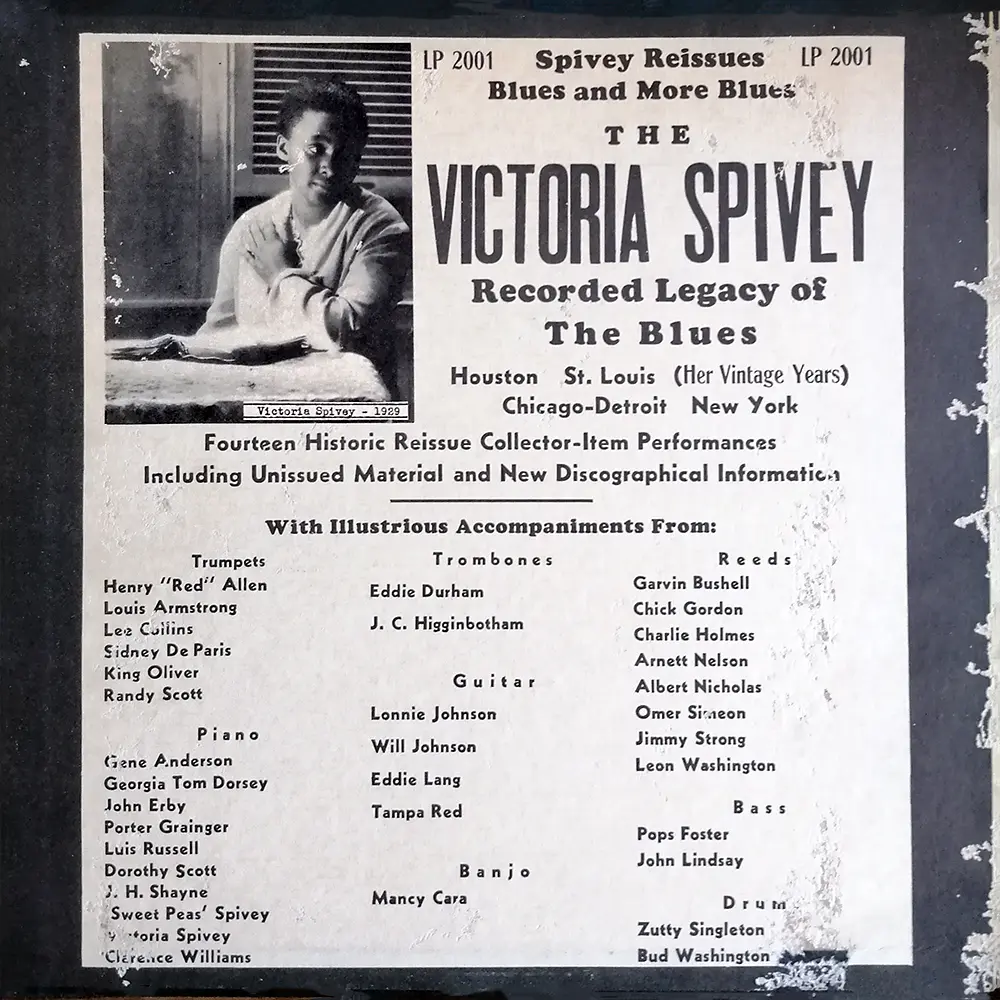 LP 2001 Spivey Reissues LP 2001
Blues and More Blues
THE
VICTORIA SPIVEY
Recorded Legacy of
The Blues
Houston St. Louis (Her Vintage Years)
Chicago-Detroit New York
Victoria Spivey - 1929
Fourteen Historic Reissue Collector-Item Performances
Including Unissued Material and New Discographical Information
With Illustrious Accompaniments From:
Trumpets
Henry "Red" Allen
Louis Armstrong
Lee Collins
Sidney De Paris
King Oliver
Randy Scott
Piano
Gene Anderson
Georgia Tom Dorsey
John Erby
Porter Grainger
Luis Russell
Dorothy Scott
J. H. Shayne
'Sweet Peas' Spivey
Victoria Spivey
Clarence Williams
Trombones
Eddie Durham
J. C. Higginbotham
Guitar
Lonnie Johnson
Will Johnson
Eddie Lang
Tampa Red
Banjo
Mancy Cara
Reeds
Garvin Bushell
Chick Gordon
Charlie Holmes
Arnett Nelson
Albert Nicholas
Omer Simeon
Jimmy Strong
Leon Washington
Bass
Pops Foster
John Lindsay
Drum
Zutty Singleton
Bud Washington